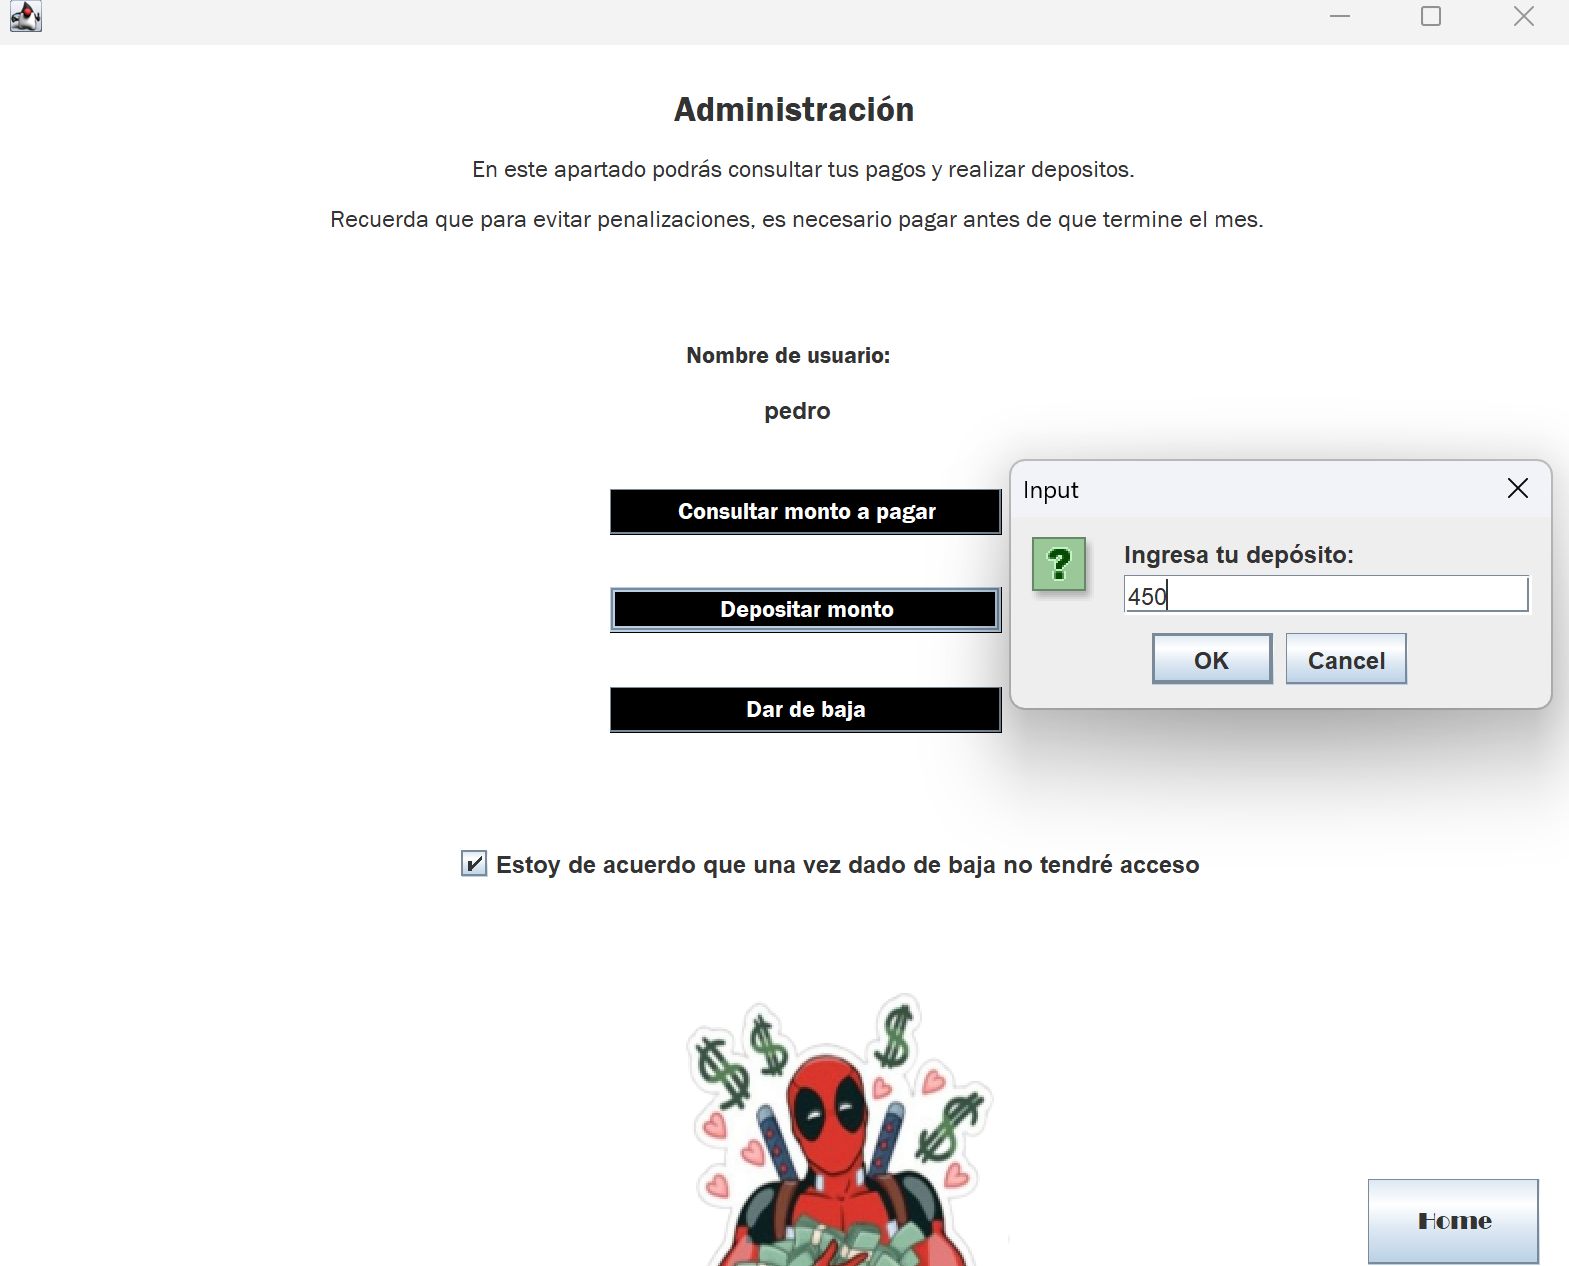 Administración
En este apartado podrás consultar tus pagos y realizar depositos.
Recuerda que para evitar penalizaciones, es necesario pagar antes de que termine el mes.
Nombre de usuario:
pedro
Consultar monto a pagar
Depositar monto
Dar de baja
Input
Ingresa tu depósito:
450
OK
Cancel
Estoy de acuerdo que una vez dado de baja no tendré acceso
$ $ $ $
Home